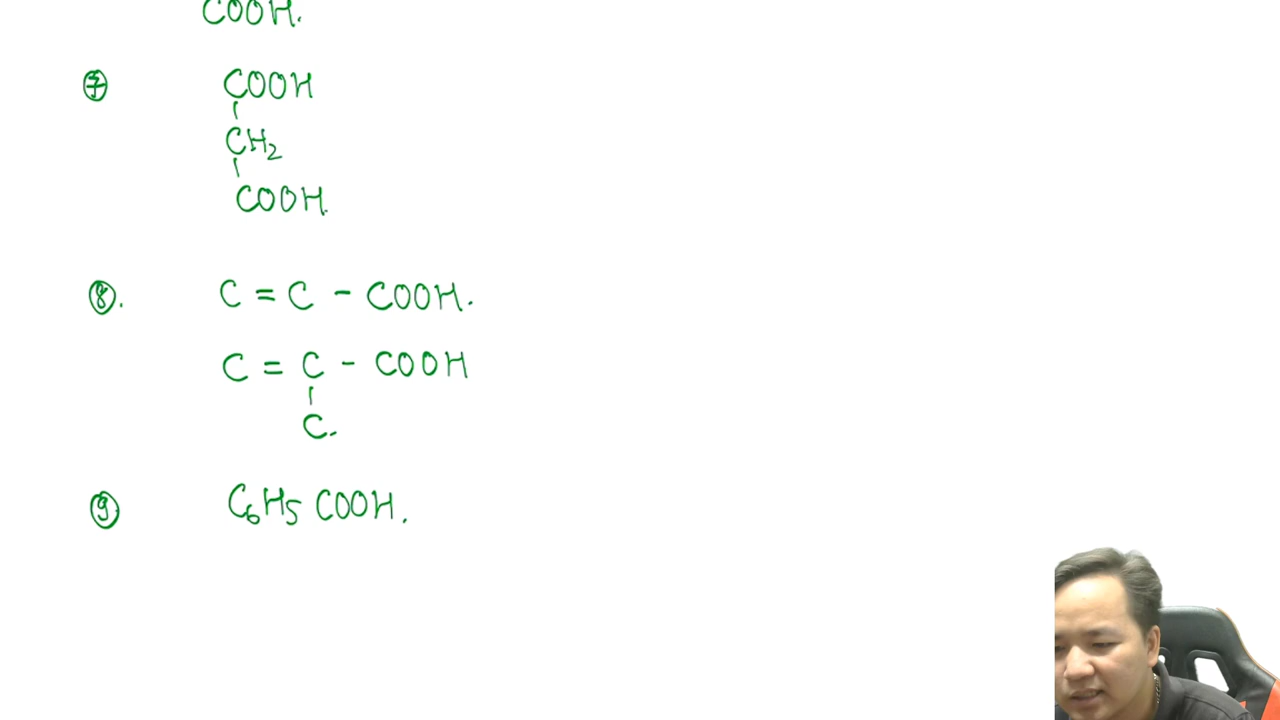 COOH.
⑦ COOH
CH2
COOH.
⑧. C = C - COOH.
C = C - COOH
C.
⑨ C6H5 COOH.